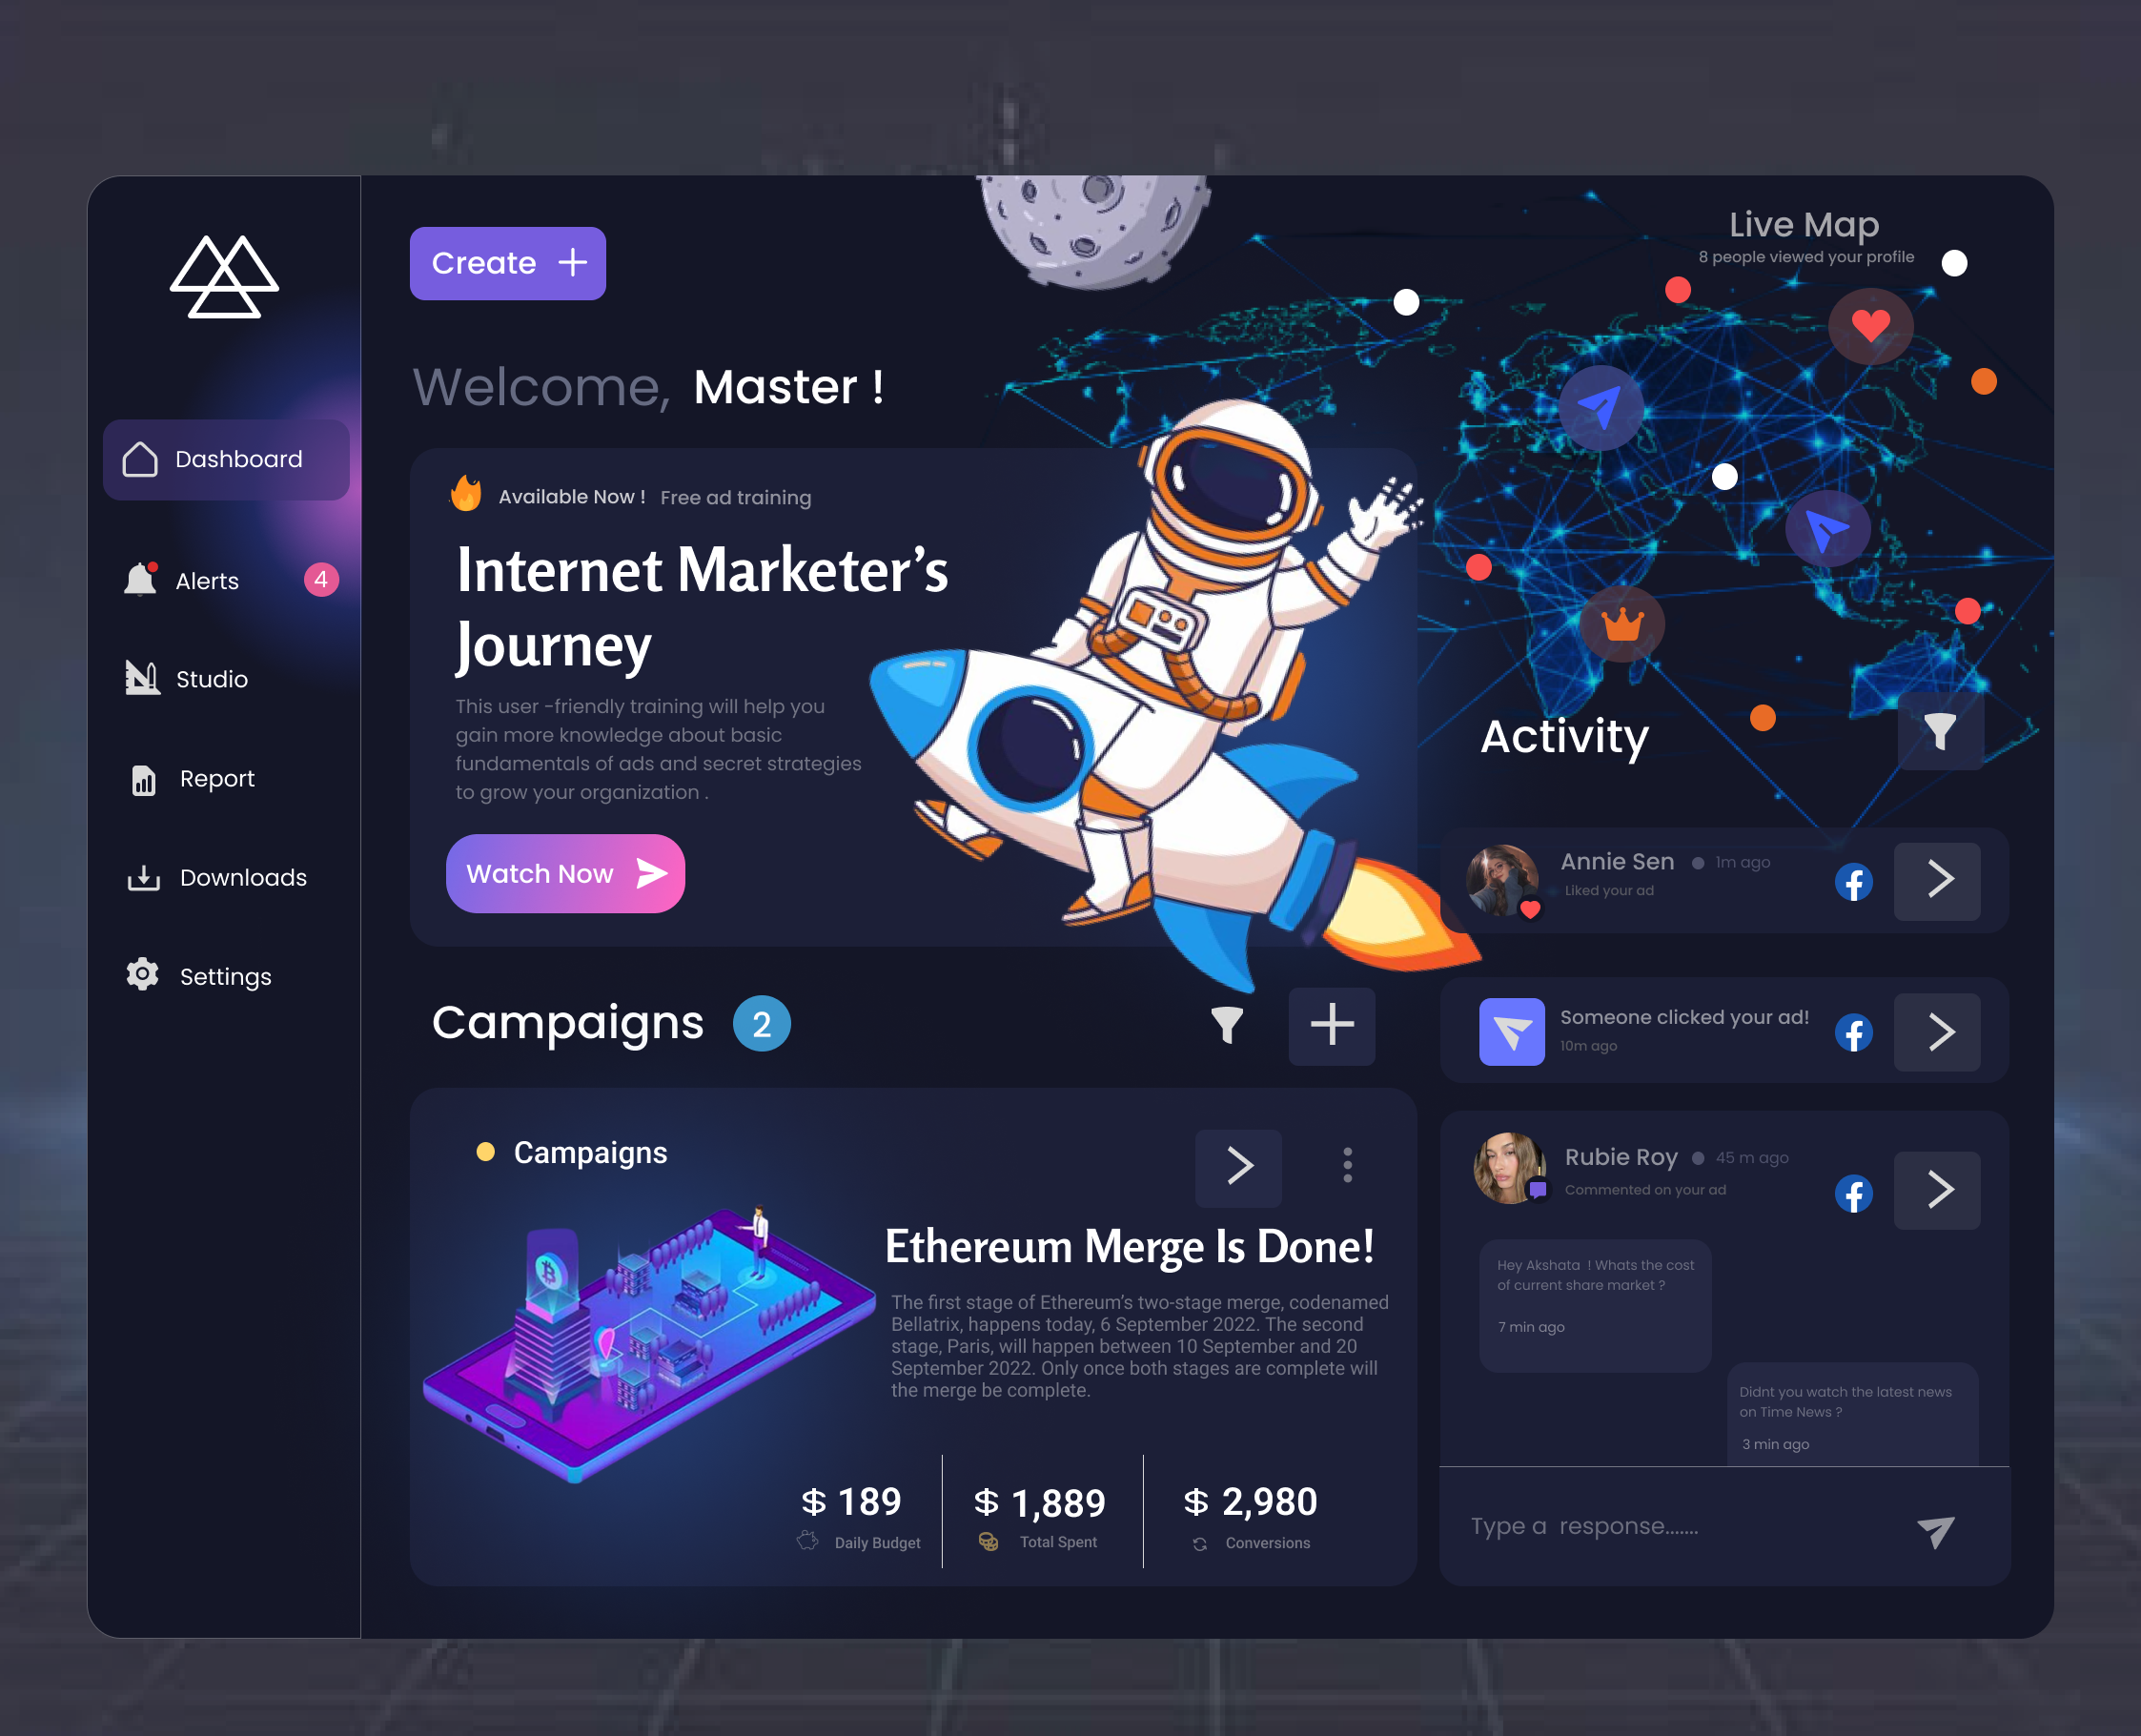 Create
Welcome, Master !
Live Map
8 people viewed your profile
Dashboard
Alerts 4
Studio
Report
Downloads
Settings
Available Now ! Free ad training
Internet Marketer’s
Journey
This user -friendly training will help you
gain more knowledge about basic
fundamentals of ads and secret strategies
to grow your organization .
Watch Now
Campaigns 2
Campaigns
Ethereum Merge Is Done!
The first stage of Ethereum’s two-stage merge, codenamed
Bellatrix, happens today, 6 September 2022. The second
stage, Paris, will happen between 10 September and 20
September 2022. Only once both stages are complete will
the merge be complete.
$ 189
Daily Budget
$ 1,889
Total Spent
$ 2,980
Conversions
Activity
Annie Sen 1m ago
Liked your ad
Someone clicked your ad!
10m ago
Rubie Roy 45 m ago
Commented on your ad
Hey Akshata ! Whats the cost
of current share market ?
7 min ago
Didnt you watch the latest news
on Time News ?
3 min ago
Type a response.......